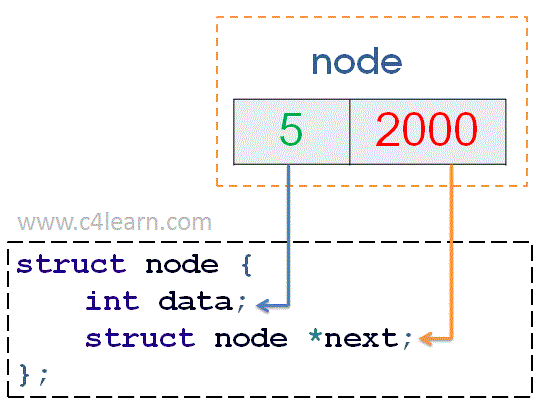 node
5 2000
www.c4learn.com
struct node {
int data;
struct node *next;
};